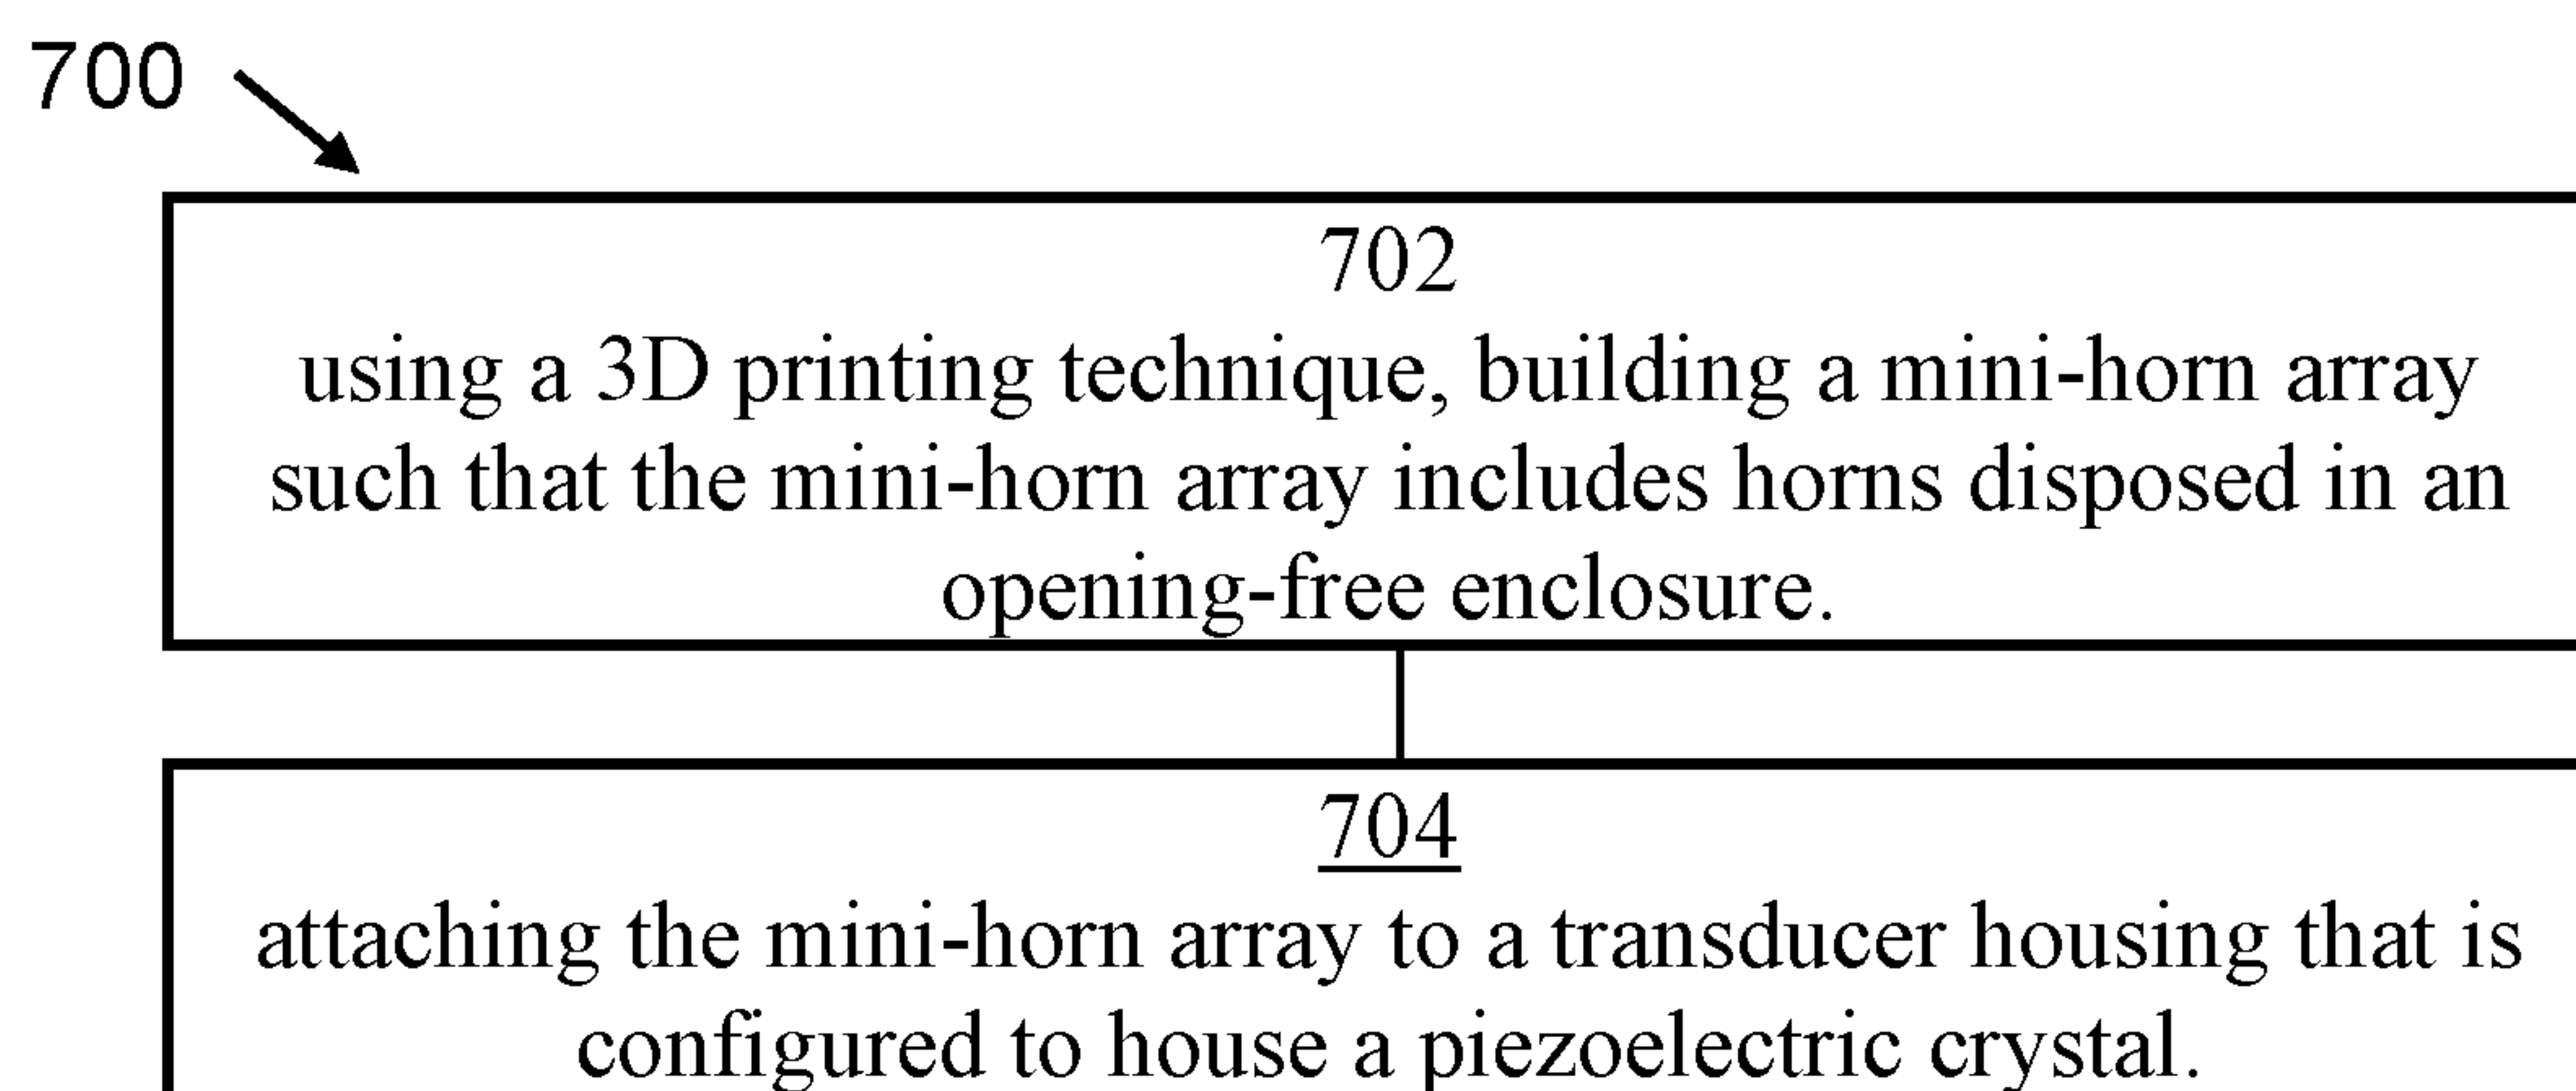 700
702
using a 3D printing technique, building a mini-horn array
such that the mini-horn array includes horns disposed in an
opening-free enclosure.
704
attaching the mini-horn array to a transducer housing that is
configured to house a piezoelectric crystal.